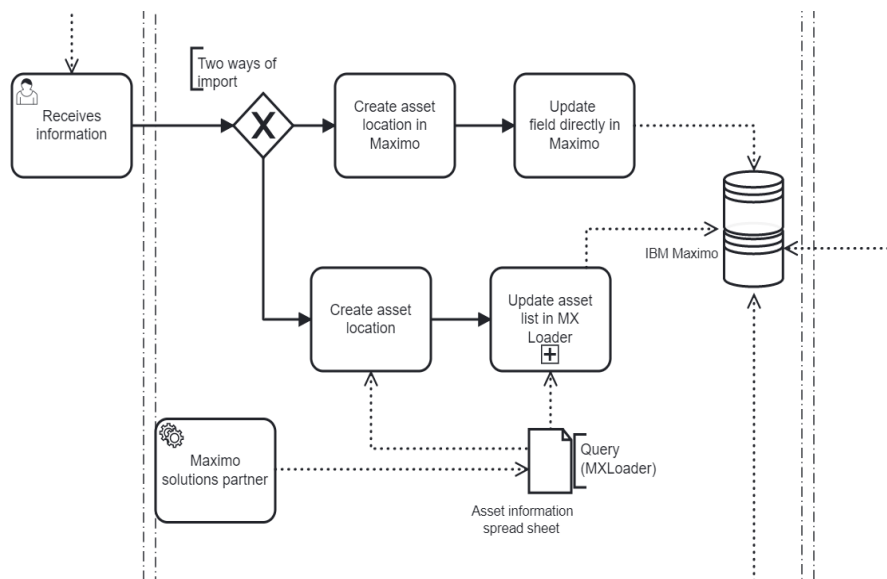 Two ways of
import
Receives
information
X
Create asset
location in
Maximo
Update
field directly in
Maximo
IBM Maximo
Create asset
location
Update asset
list in MX
Loader
Maximo
solutions partner
Query
(MXLoader)
Asset information
spread sheet